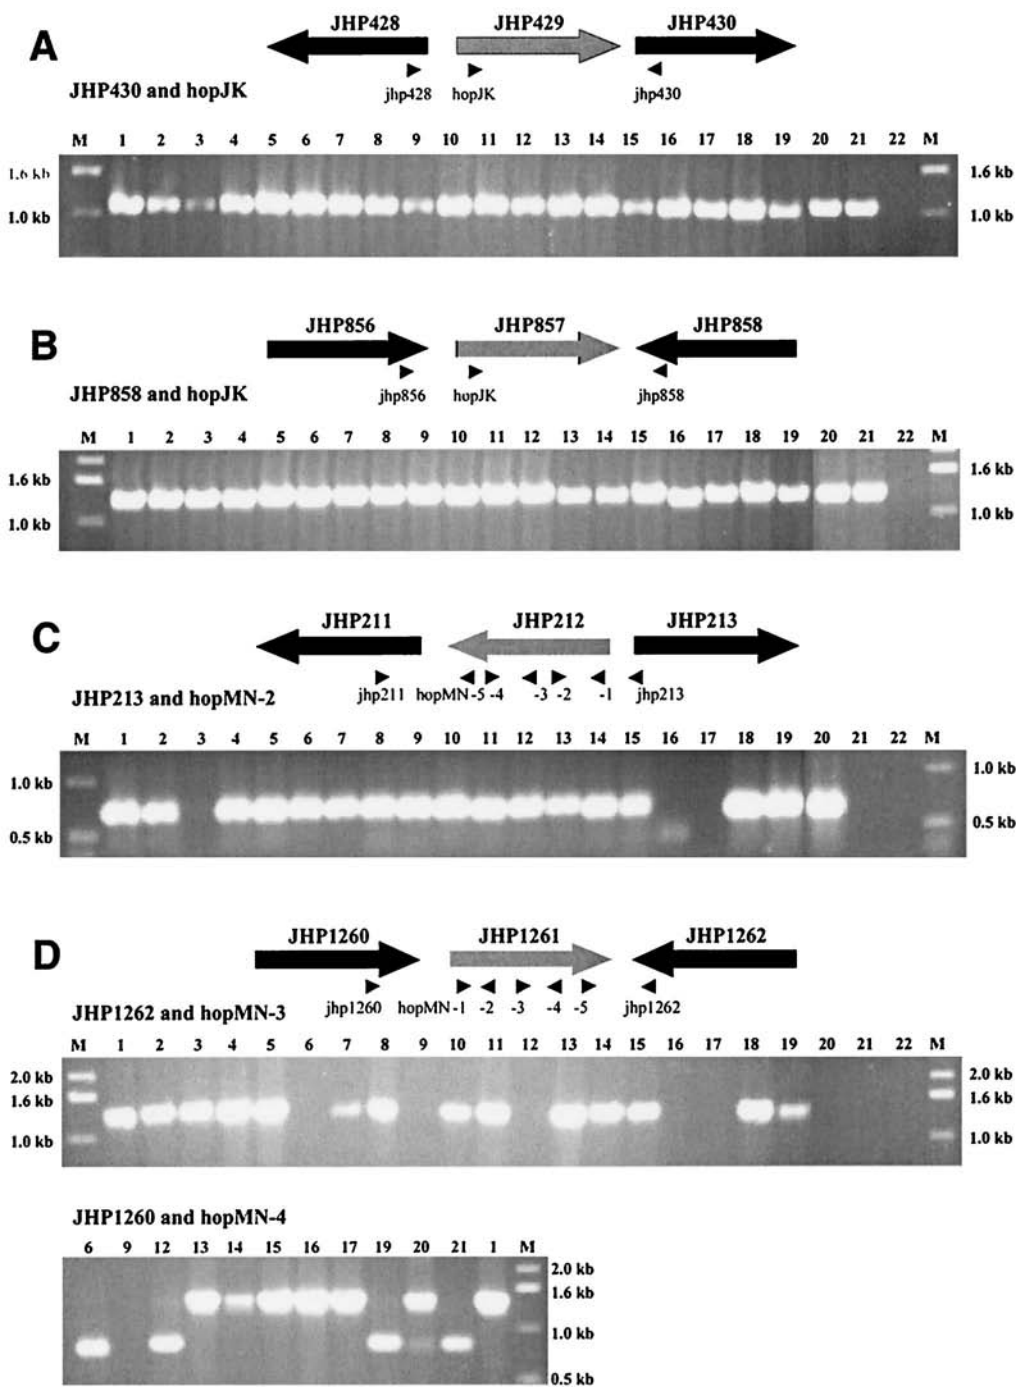 A
JHP428 JHP429 JHP430
jhp428 hopJK jhp430
JHP430 and hopJK
M 1 2 3 4 5 6 7 8 9 10 11 12 13 14 15 16 17 18 19 20 21 22 M
1.6 kb 1.6 kb
1.0 kb 1.0 kb
B
JHP856 JHP857 JHP858
jhp856 hopJK jhp858
JHP858 and hopJK
M 1 2 3 4 5 6 7 8 9 10 11 12 13 14 15 16 17 18 19 20 21 22 M
1.6 kb 1.6 kb
1.0 kb 1.0 kb
C
JHP211 JHP212 JHP213
jhp211 hopMN -5 -4 -3 -2 -1 jhp213
JHP213 and hopMN-2
M 1 2 3 4 5 6 7 8 9 10 11 12 13 14 15 16 17 18 19 20 21 22 M
1.0 kb 1.0 kb
0.5 kb 0.5 kb
D
JHP1260 JHP1261 JHP1262
jhp1260 hopMN -1 -2 -3 -4 -5 jhp1262
JHP1262 and hopMN-3
M 1 2 3 4 5 6 7 8 9 10 11 12 13 14 15 16 17 18 19 20 21 22 M
2.0 kb 2.0 kb
1.6 kb 1.6 kb
1.0 kb 1.0 kb
JHP1260 and hopMN-4
6 9 12 13 14 15 16 17 19 20 21 1 M
2.0 kb
1.6 kb
1.0 kb
0.5 kb